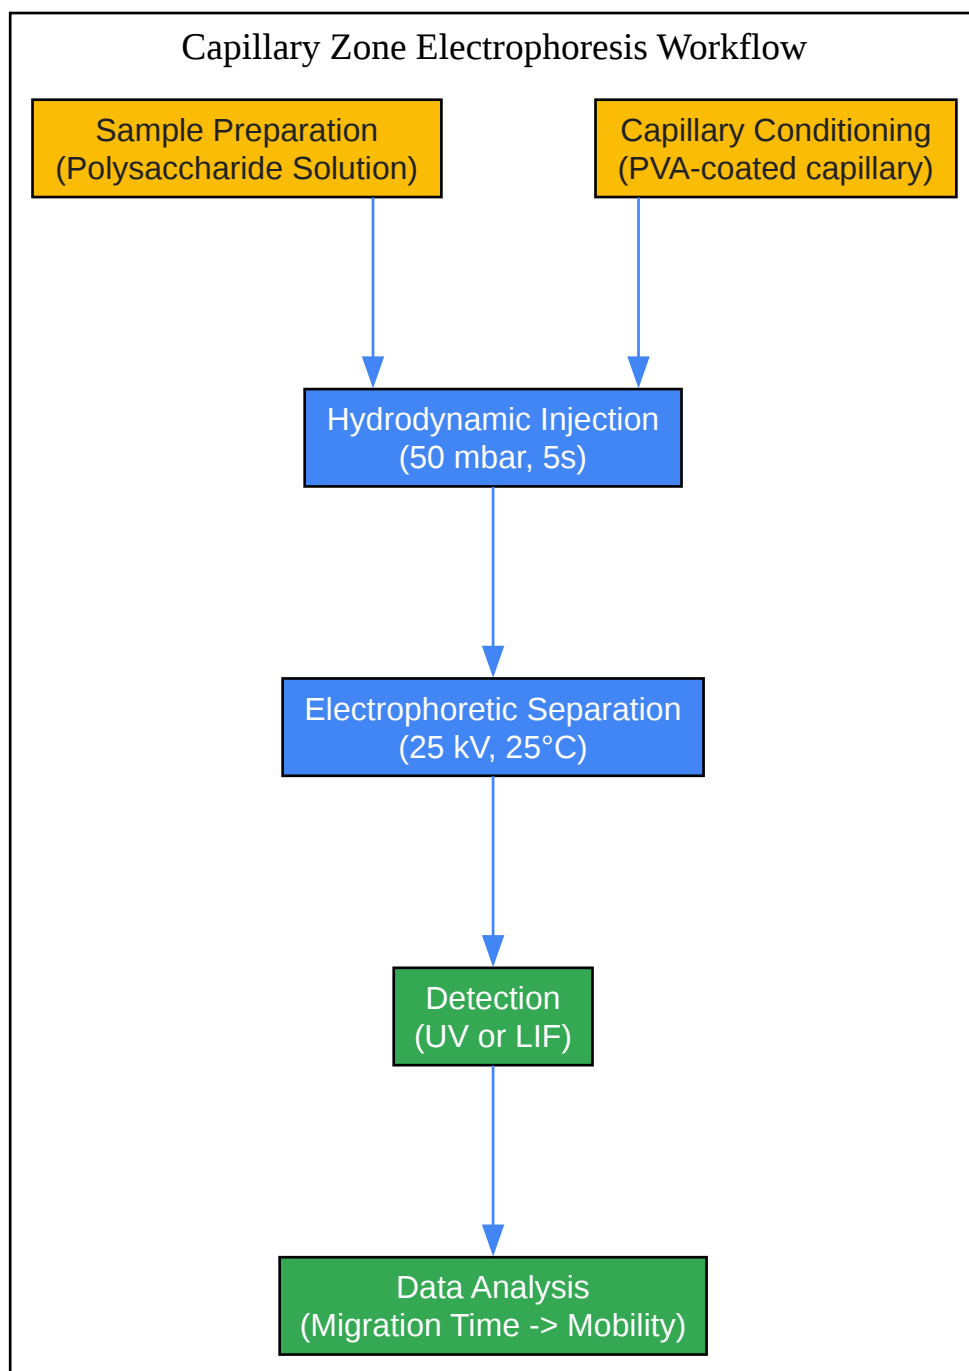 Capillary Zone Electrophoresis Workflow
Sample Preparation
(Polysaccharide Solution)
Capillary Conditioning
(PVA-coated capillary)
Hydrodynamic Injection
(50 mbar, 5s)
Electrophoretic Separation
(25 kV, 25°C)
Detection
(UV or LIF)
Data Analysis
(Migration Time -> Mobility)